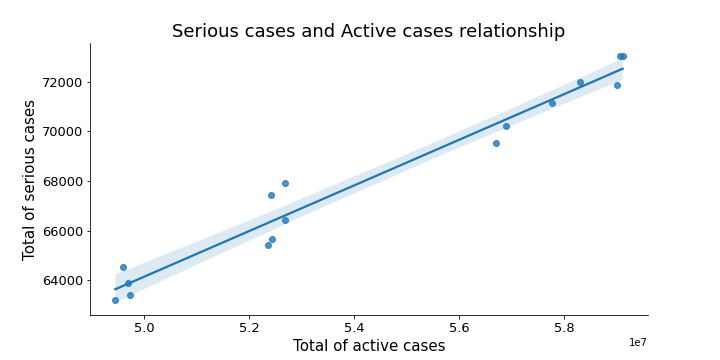 Serious cases and Active cases relationship
72000
70000
68000
66000
64000
Total of serious cases
5.0 5.2 5.4 5.6 5.8
1e7
Total of active cases